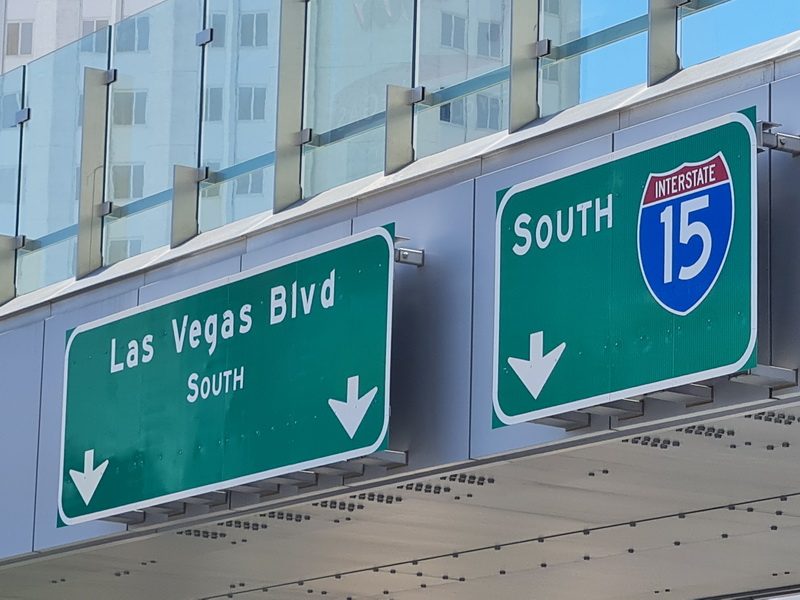 Las Vegas Blvd
South
South
INTERSTATE
15